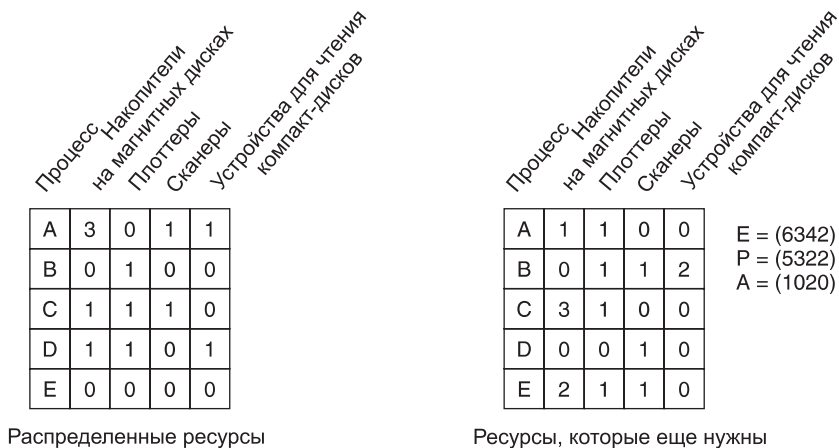 Процесс
Накопители
на магнитных дисках
Плоттеры
Сканеры
Устройства для чтения
компакт-дисков
A 3 0 1 1
B 0 1 0 0
C 1 1 1 0
D 1 1 0 1
E 0 0 0 0
Распределенные ресурсы
Процесс
Накопители
на магнитных дисках
Плоттеры
Сканеры
Устройства для чтения
компакт-дисков
A 1 1 0 0
B 0 1 1 2
C 3 1 0 0
D 0 0 1 0
E 2 1 1 0
E = (6342)
P = (5322)
A = (1020)
Ресурсы, которые еще нужны